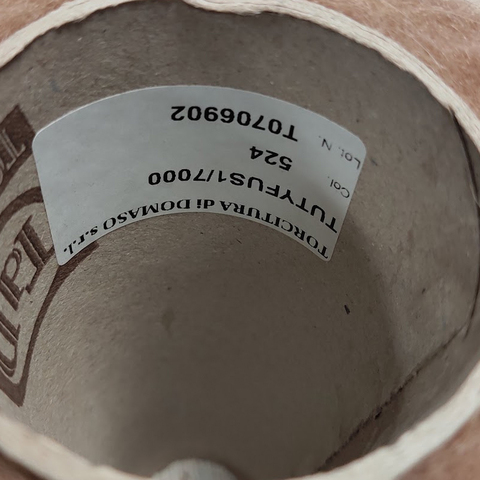 TORCITURA di DOMASO s.r.l.
TUTYFUS1/7000
Col. 524
Lot. N. T0706902